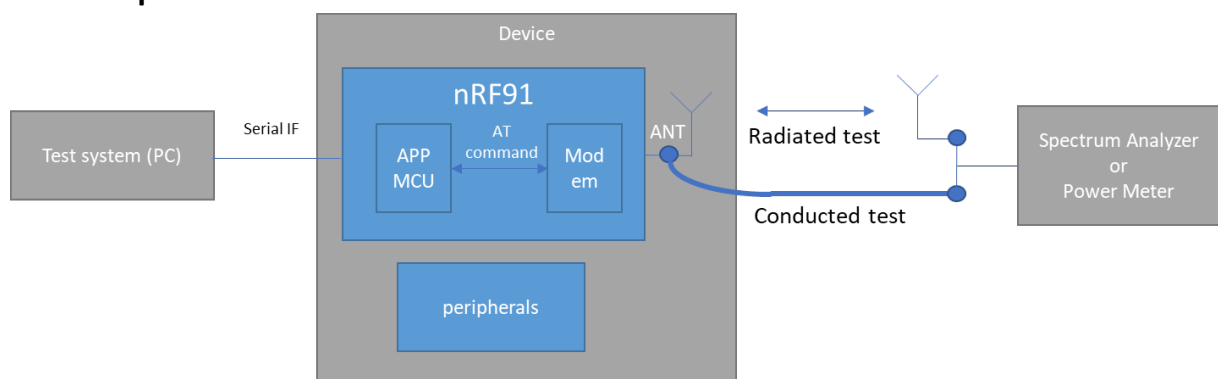 Device
nRF91
Serial IF
Test system (PC)
APP
MCU
AT
command
Mod
em
ANT
Radiated test
Conducted test
Spectrum Analyzer
or
Power Meter
peripherals